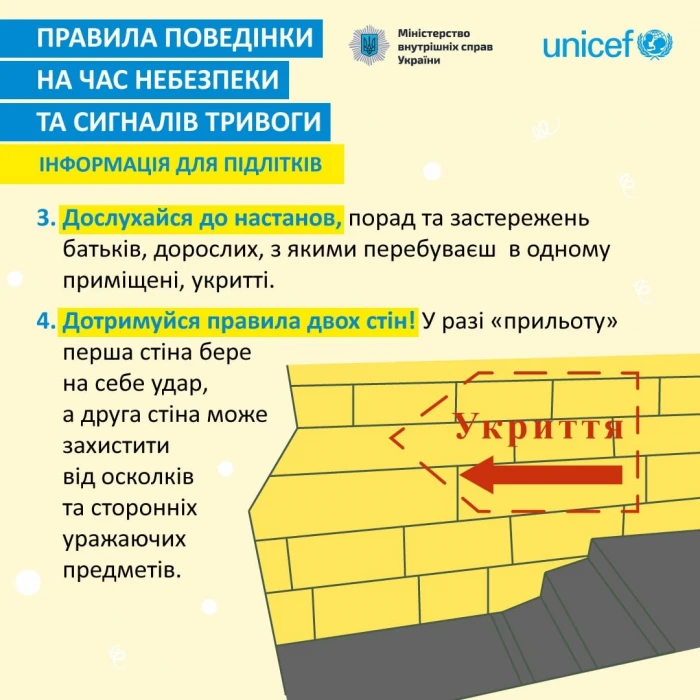 ПРАВИЛА ПОВЕДІНКИ
НА ЧАС НЕБЕЗПЕКИ
ТА СИГНАЛІВ ТРИВОГИ
ІНФОРМАЦІЯ ДЛЯ ПІДЛІТКІВ
Міністерство
внутрішніх справ
України
unicef
3. Дослухайся до настанов, порад та застережень
батьків, дорослих, з якими перебуваєш в одному
приміщені, укритті.
4. Дотримуйся правила двох стін! У разі «прильоту»
перша стіна бере
на себе удар,
а друга стіна може
захистити
від осколків
та сторонніх
уражаючих
предметів.
Укриття